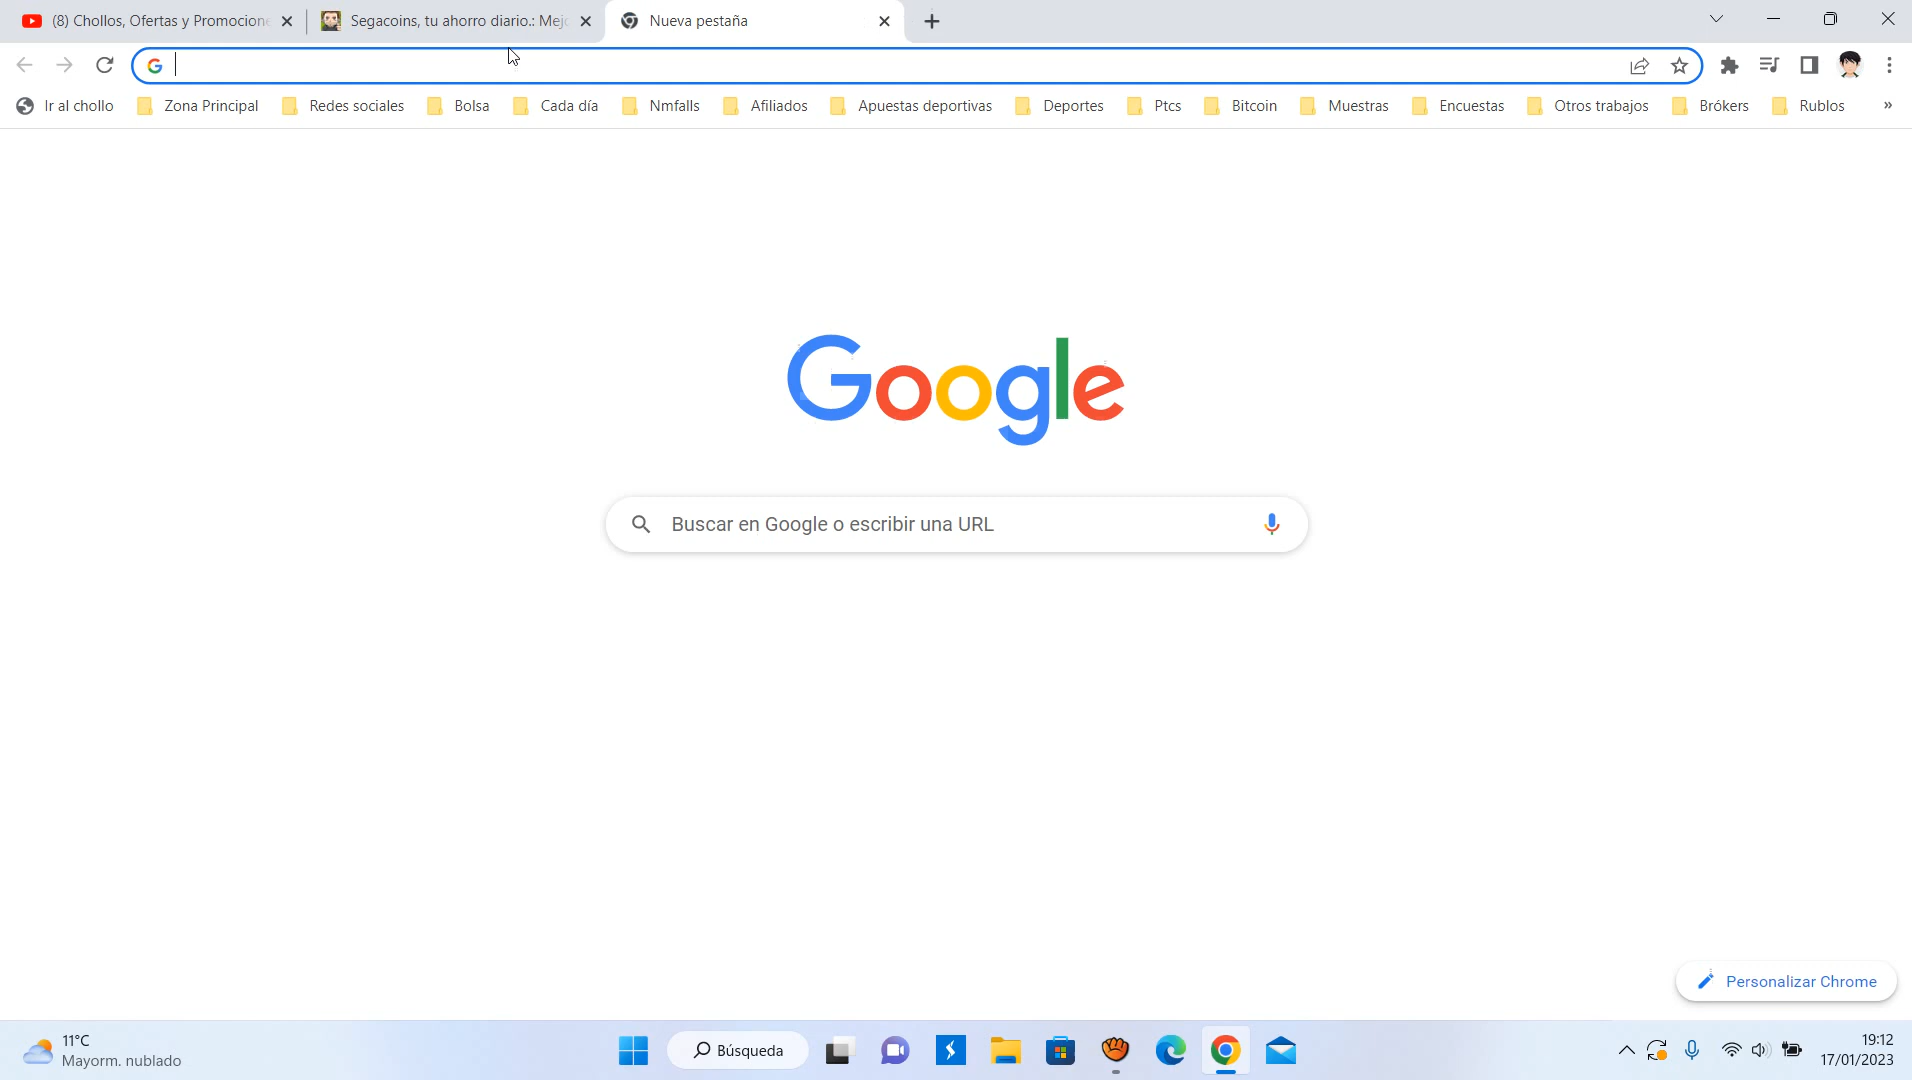 (8) Chollos, Ofertas y Promocione
Segacoins, tu ahorro diario.: Mejo
Nueva pestaña
Ir al chollo
Zona Principal
Redes sociales
Bolsa
Cada día
Nmfalls
Afiliados
Apuestas deportivas
Deportes
Ptcs
Bitcoin
Muestras
Encuestas
Otros trabajos
Brókers
Rublos
»
Google
Buscar en Google o escribir una URL
Personalizar Chrome
11°C
Mayorm. nublado
Búsqueda
19:12
17/01/2023